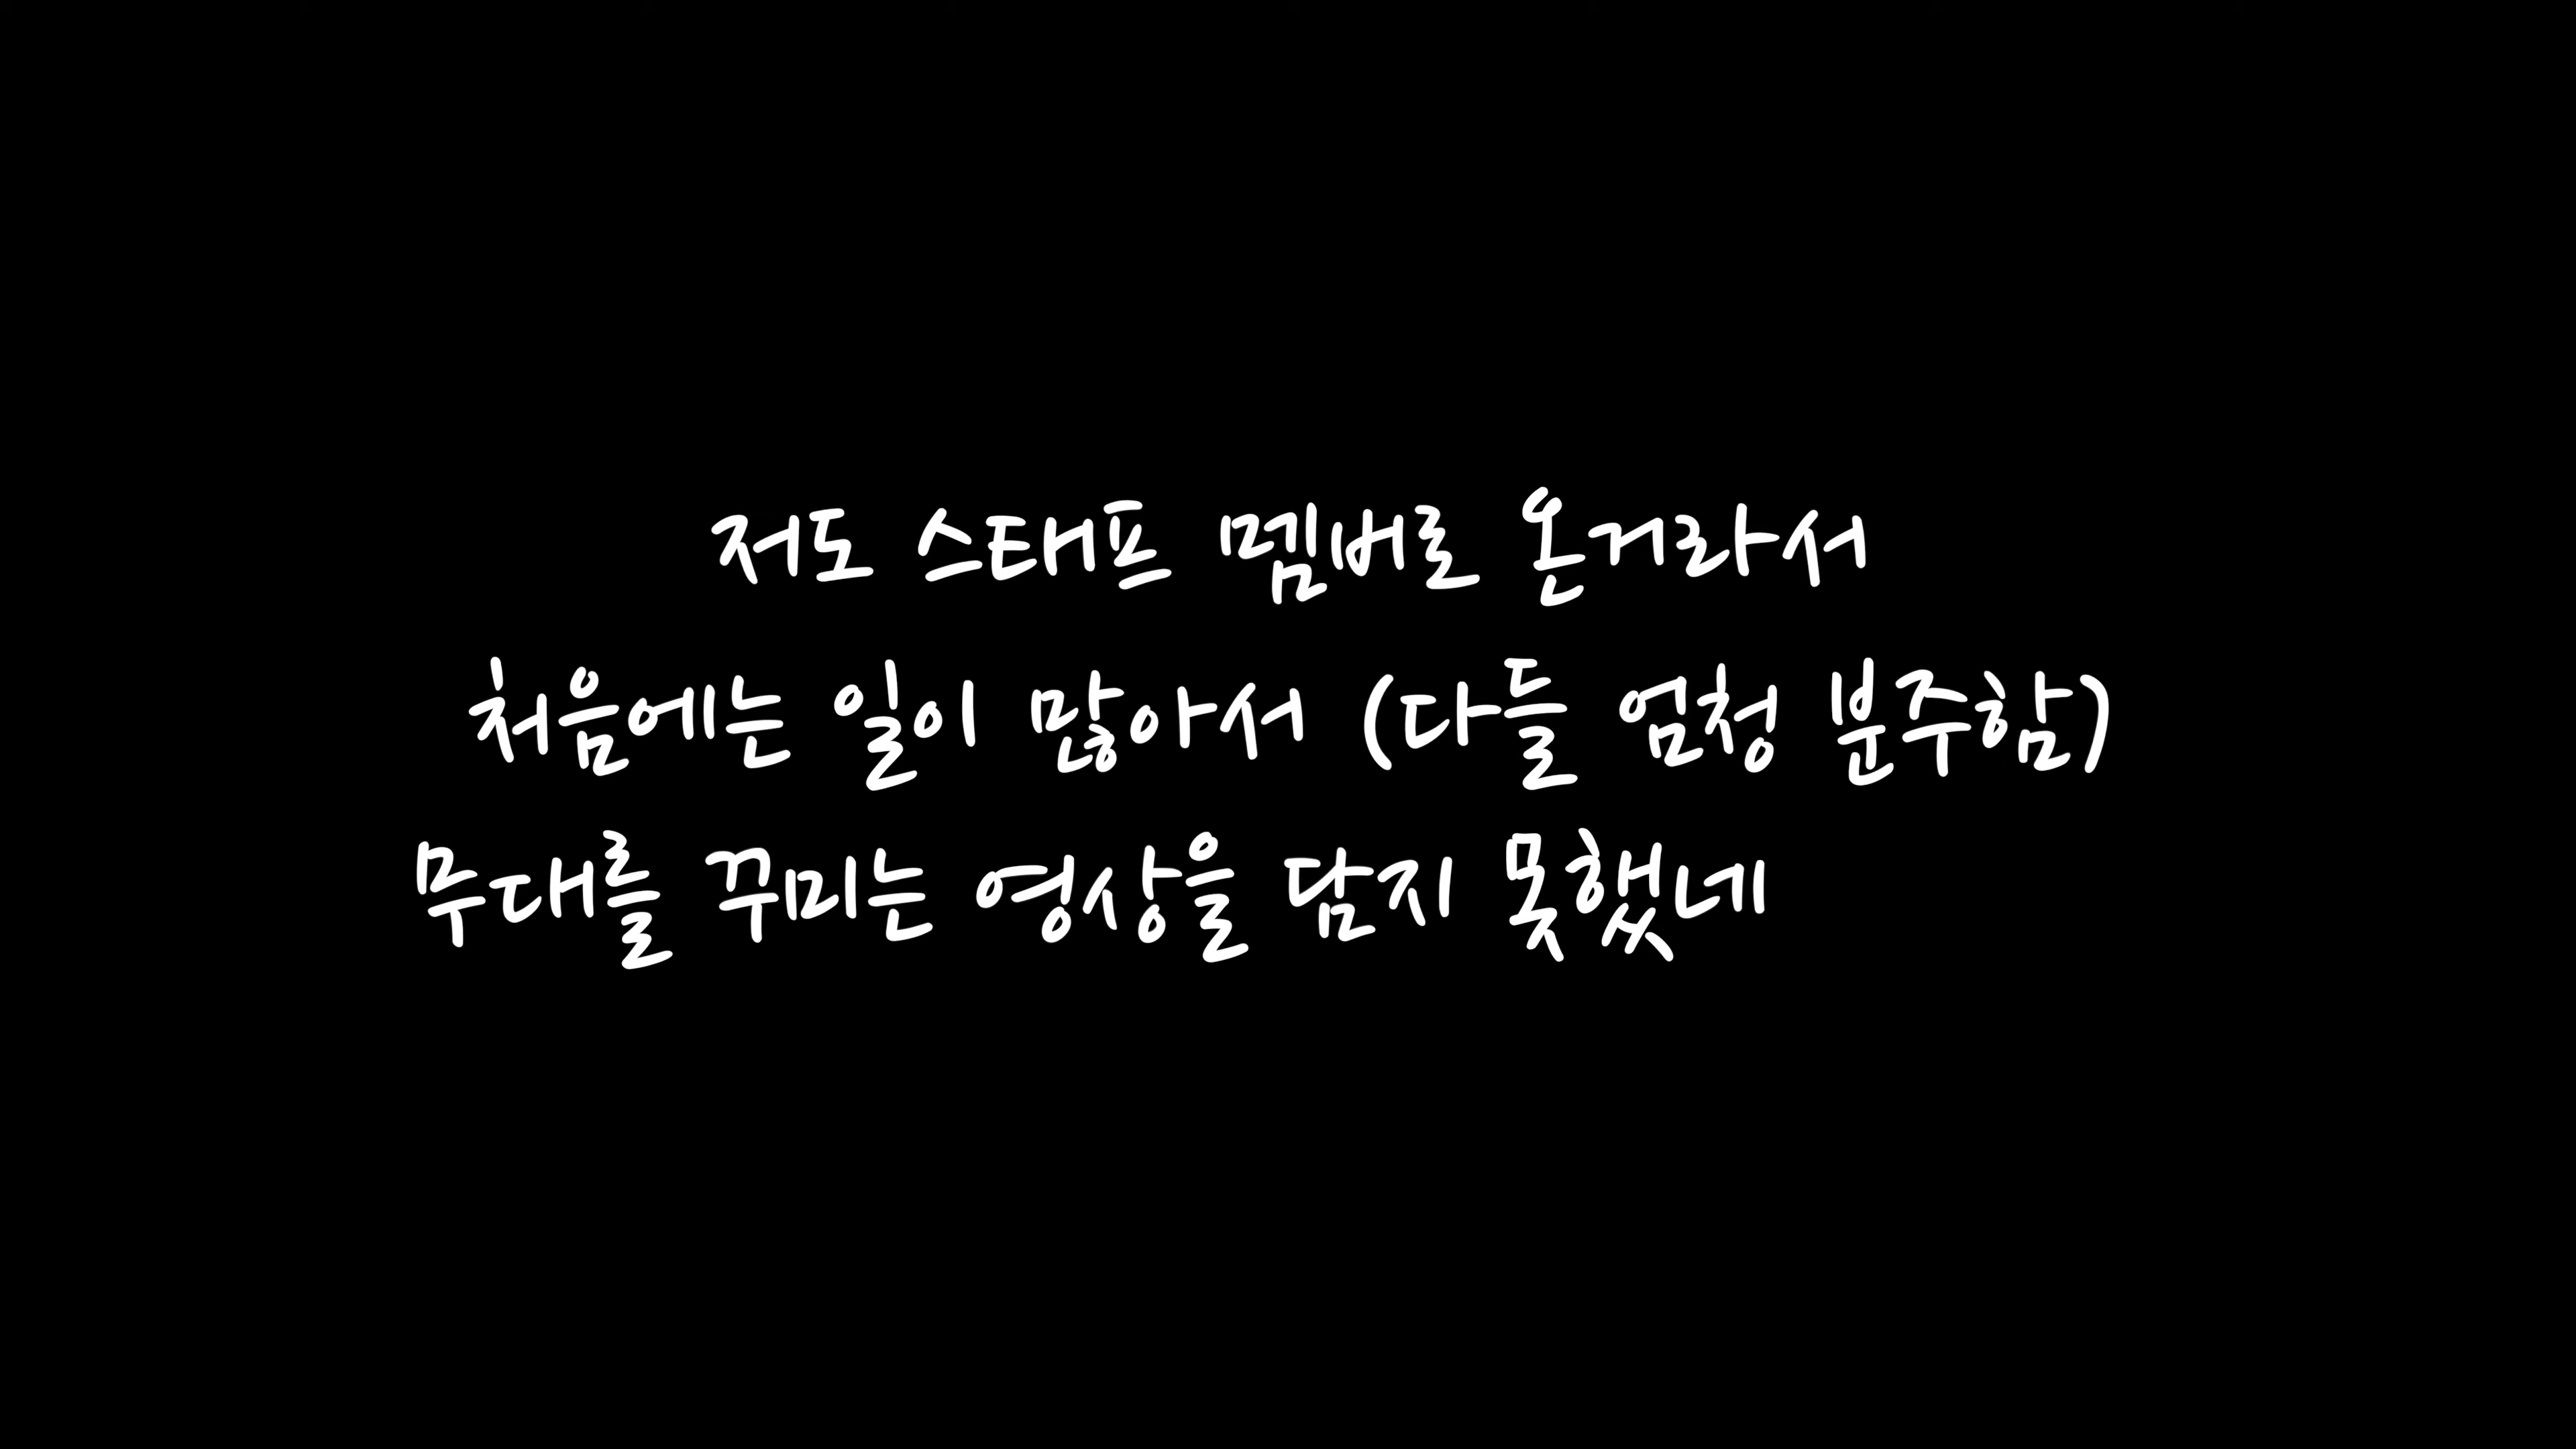 저도 스태프 멤버로 온거라서
처음에는 일이 많아서 (다들 엄청 분주함)
무대를 꾸미는 영상을 담지 못했네